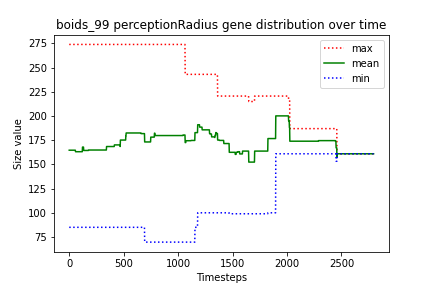 boids_99 perceptionRadius gene distribution over time
275
250
225
200
175
150
125
100
75
Size value
max
mean
min
0
500
1000
1500
2000
2500
Timesteps